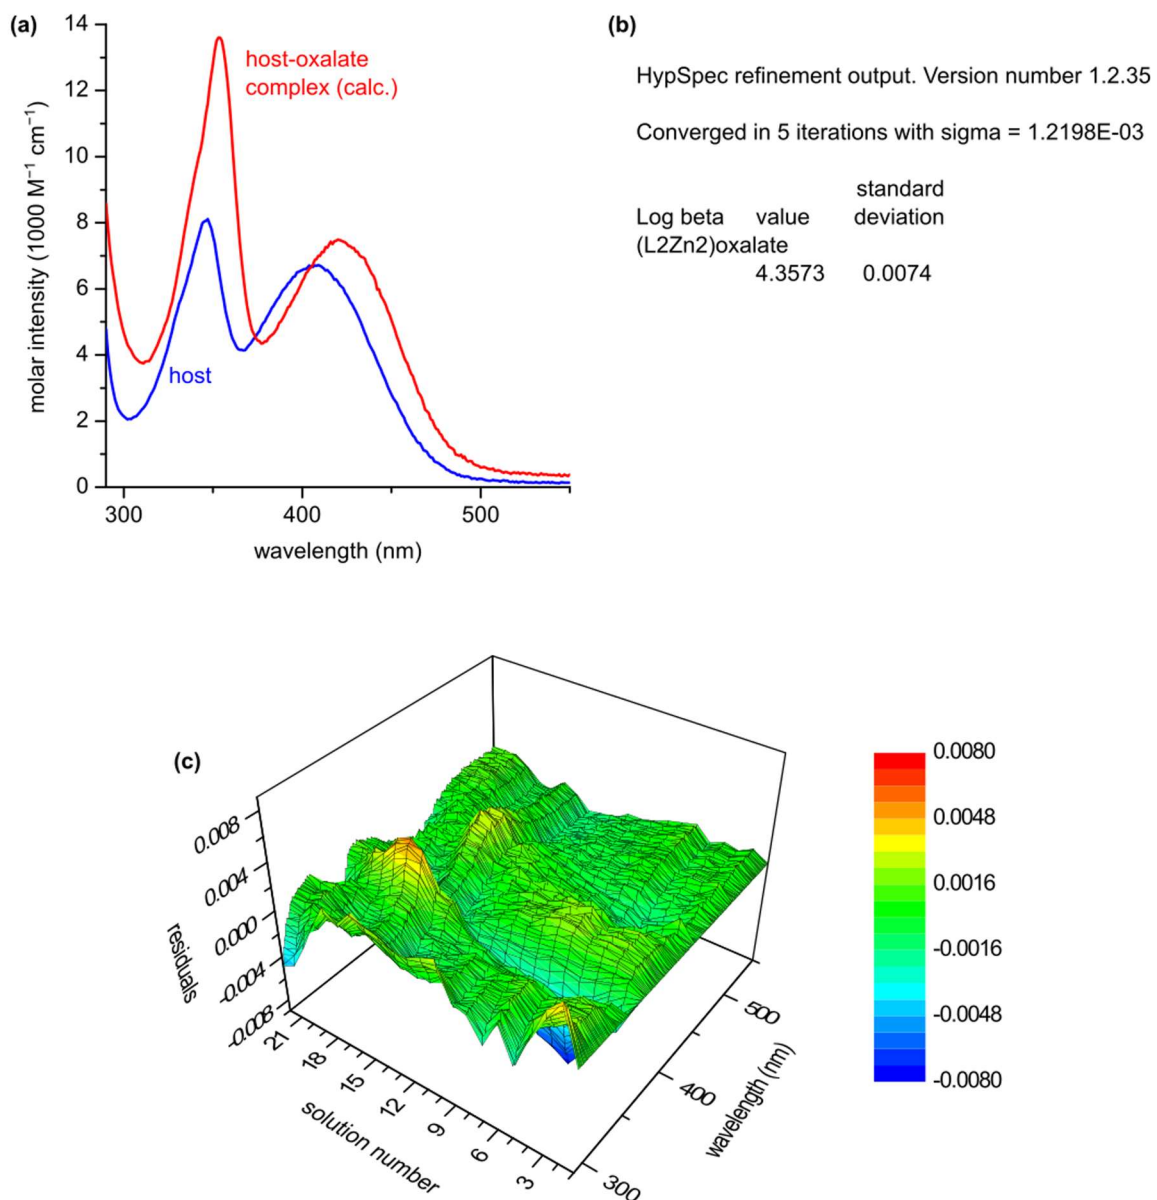 (a)
14
12
10
8
6
4
2
0
molar intensity (1000 M⁻¹ cm⁻¹)
host-oxalate
complex (calc.)
host
300 400 500
wavelength (nm)
(b)
HypSpec refinement output. Version number 1.2.35
Converged in 5 iterations with sigma = 1.2198E-03
standard
Log beta value deviation
(L2Zn2)oxalate
4.3573 0.0074
(c)
0.008
0.004
0.000
-0.004
-0.008
residuals
21 18 15 12 9 6 3
solution number
300 400 500
wavelength (nm)
0.0080
0.0048
0.0016
-0.0016
-0.0048
-0.0080